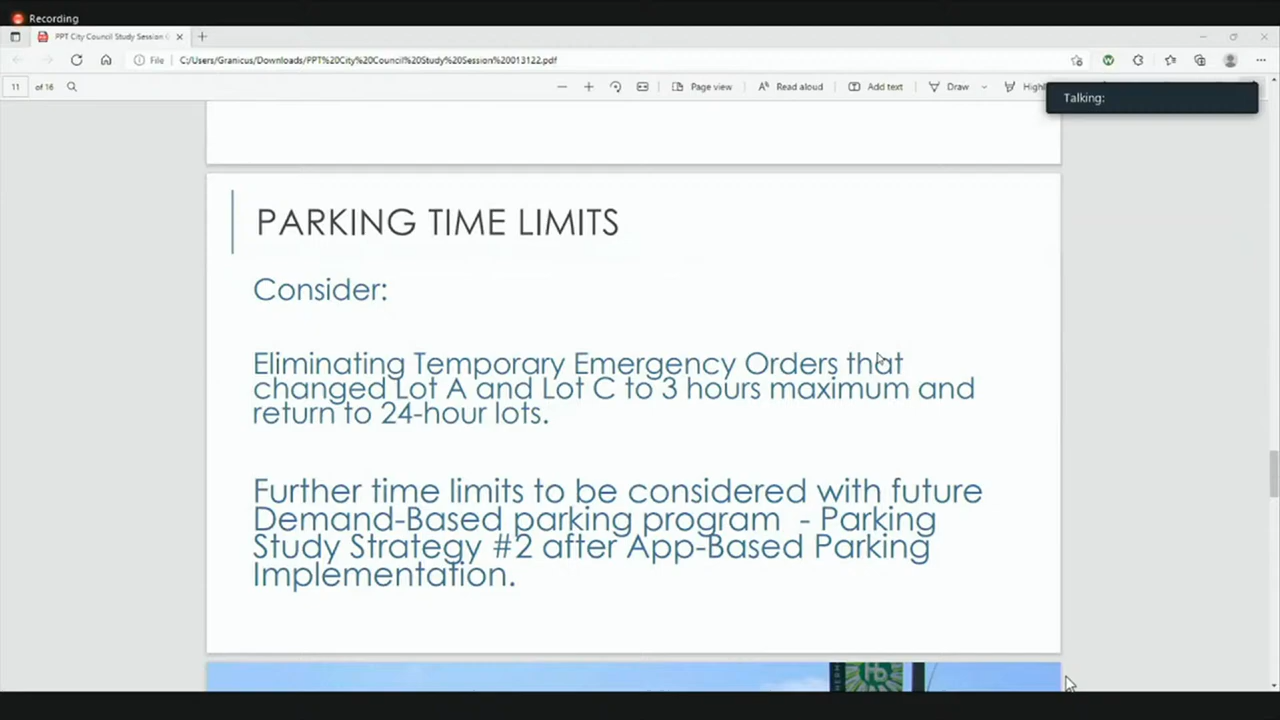 Recording
PPT City Council Study Session
File C:/Users/Granicus/Downloads/PPT%20City%20Council%20Study%20Session%20013122.pdf
11 of 16 Page view Read aloud Add text Draw Highl
Talking:
PARKING TIME LIMITS
Consider:
Eliminating Temporary Emergency Orders that
changed Lot A and Lot C to 3 hours maximum and
return to 24-hour lots.
Further time limits to be considered with future
Demand-Based parking program - Parking
Study Strategy #2 after App-Based Parking
Implementation.